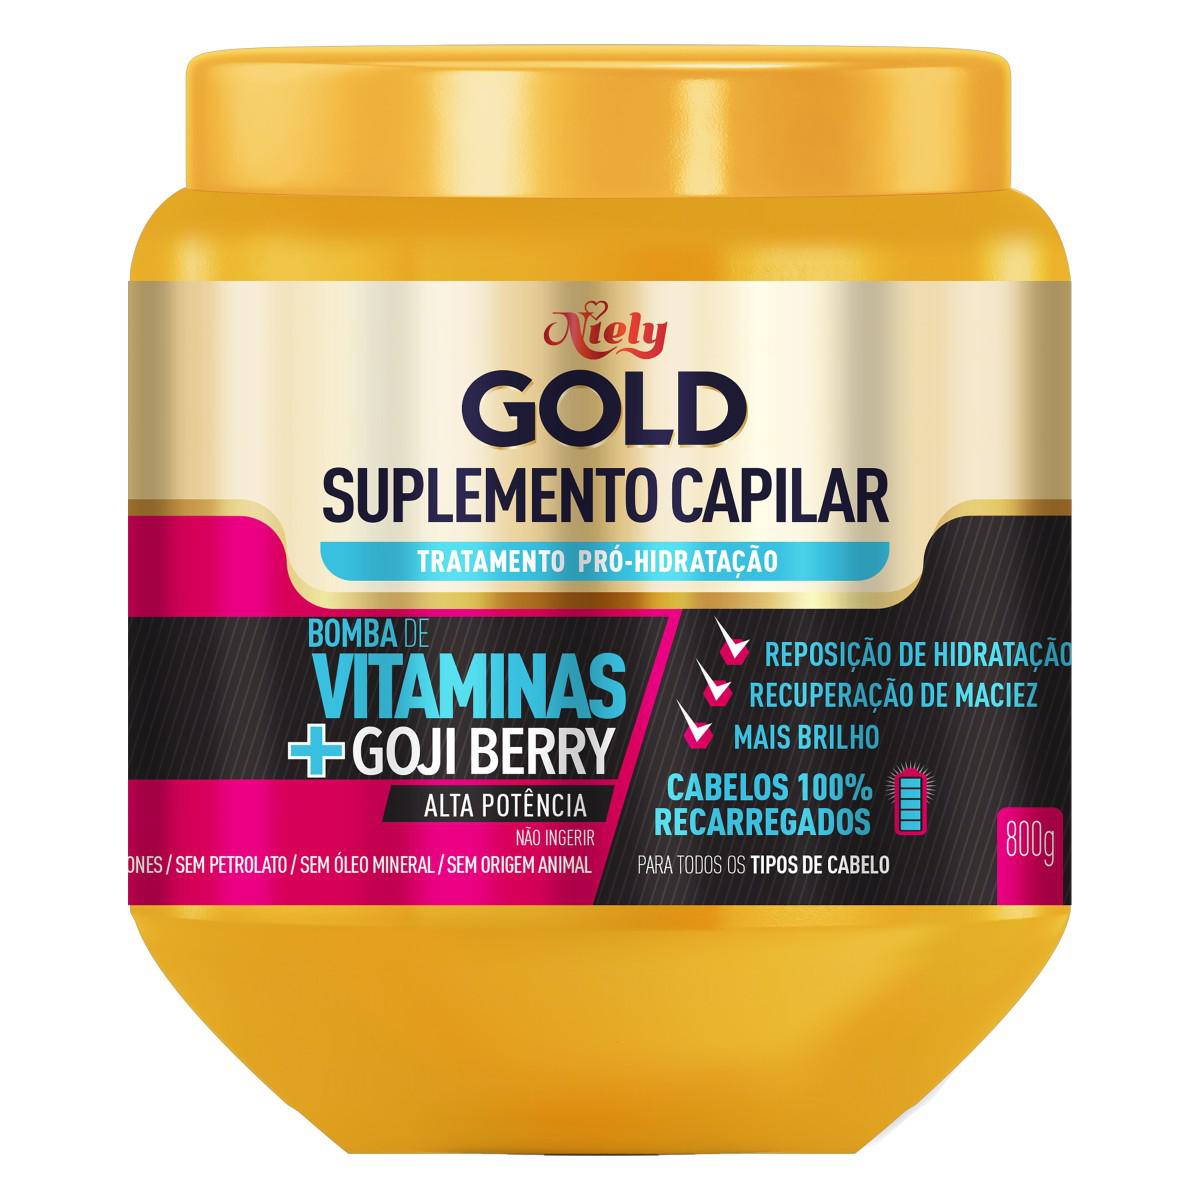 Niely
GOLD
SUPLEMENTO CAPILAR
TRATAMENTO PRÓ-HIDRATAÇÃO
BOMBA DE
VITAMINAS
+ GOJI BERRY
ALTA POTÊNCIA
NÃO INGERIR
/ SEM PETROLATO / SEM ÓLEO MINERAL / SEM ORIGEM ANIMAL
REPOSIÇÃO DE HIDRATAÇÃO
RECUPERAÇÃO DE MACIEZ
MAIS BRILHO
CABELOS 100%
RECARREGADOS
PARA TODOS OS TIPOS DE CABELO
800g